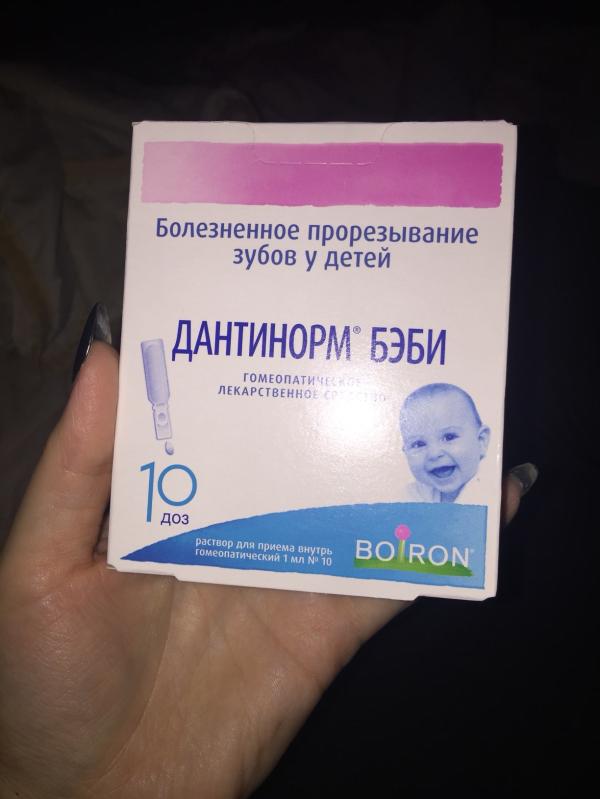 Болезненное прорезывание
зубов у детей
ДАНТИНОРМ® БЭБИ
ГОМЕОПАТИЧЕСКОЕ
ЛЕКАРСТВЕННОЕ СРЕДСТВО
10
ДОЗ
раствор для приема внутрь
гомеопатический 1 мл № 10
BOIRON®